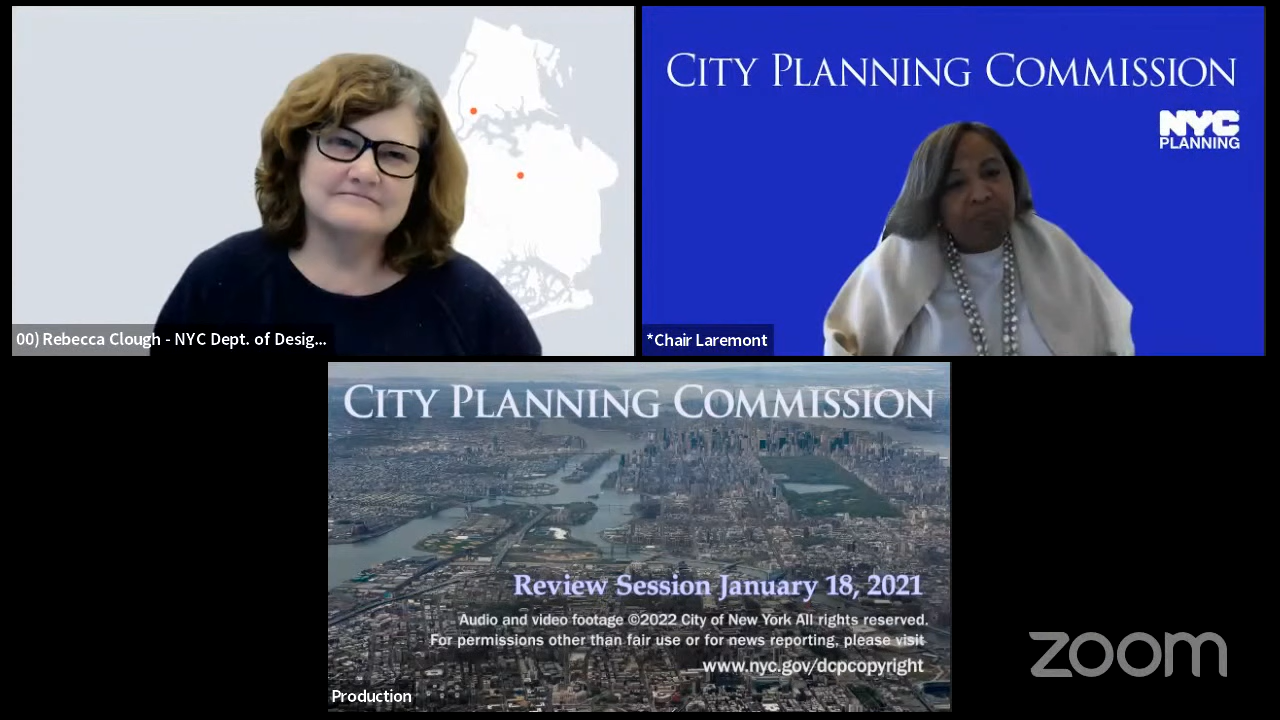 00) Rebecca Clough - NYC Dept. of Desig...
CITY PLANNING COMMISSION
NYC
PLANNING
*Chair Laremont
CITY PLANNING COMMISSION
Review Session January 18, 2021
Audio and video footage ©2022 City of New York All rights reserved.
For permissions other than fair use or for news reporting, please visit
www.nyc.gov/dcpcopyright
Production
zoom